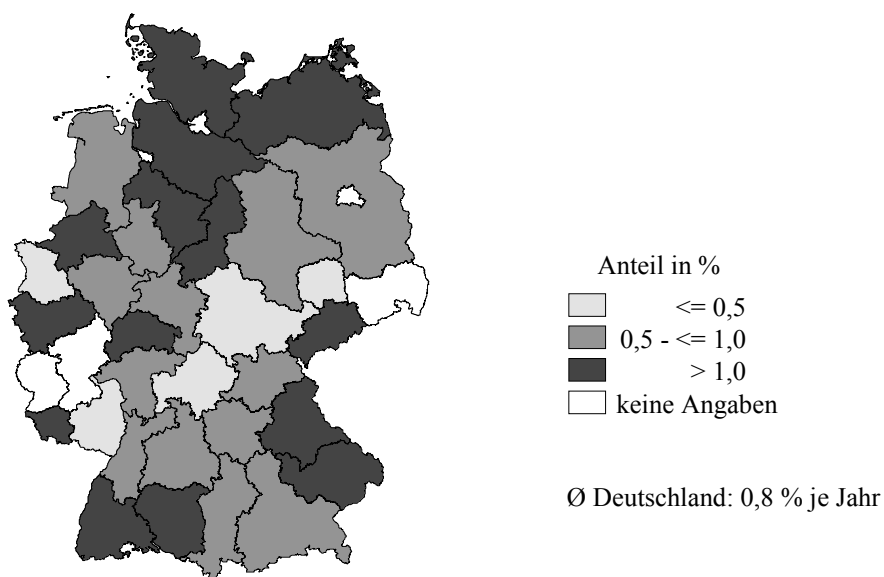 Anteil in %
<= 0,5
0,5 - <= 1,0
> 1,0
keine Angaben
Ø Deutschland: 0,8 % je Jahr